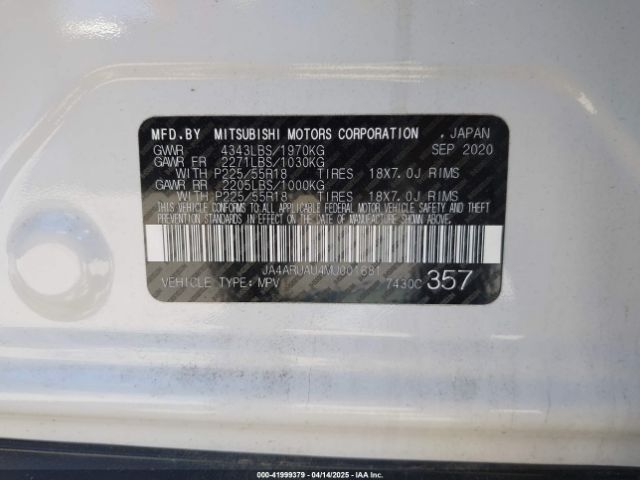 MFD.BY MITSUBISHI MOTORS CORPORATION . JAPAN
GVWR 4343LBS/1970KG SEP 2020
GAWR FR 2271LBS/1030KG
WITH P225/55R18 TIRES 18X7.0J RIMS
GAWR RR 2205LBS/1000KG
WITH P225/55R18 TIRES 18X7.0J RIMS
THIS VEHICLE CONFORMS TO ALL APPLICABLE FEDERAL MOTOR VEHICLE SAFETY AND THEFT
PREVENTION STANDARDS IN EFFECT ON THE DATE OF MANUFACTURE SHOWN ABOVE.
JA4ARUAU4MU001681
VEHICLE TYPE: MPV 7430C 357
000-41999379 - 04/14/2025 - www.iaai.com